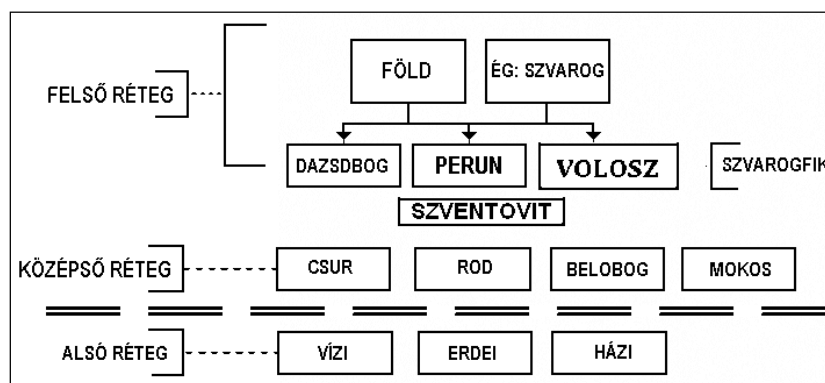 FELSŐ RÉTEG
FÖLD
ÉG: SZVAROG
DAZSDBOG
PERUN
VOLOSZ
SZVAROGFIK
SZVENTOVIT
KÖZÉPSŐ RÉTEG
CSUR
ROD
BELOBOG
MOKOS
ALSÓ RÉTEG
VÍZI
ERDEI
HÁZI